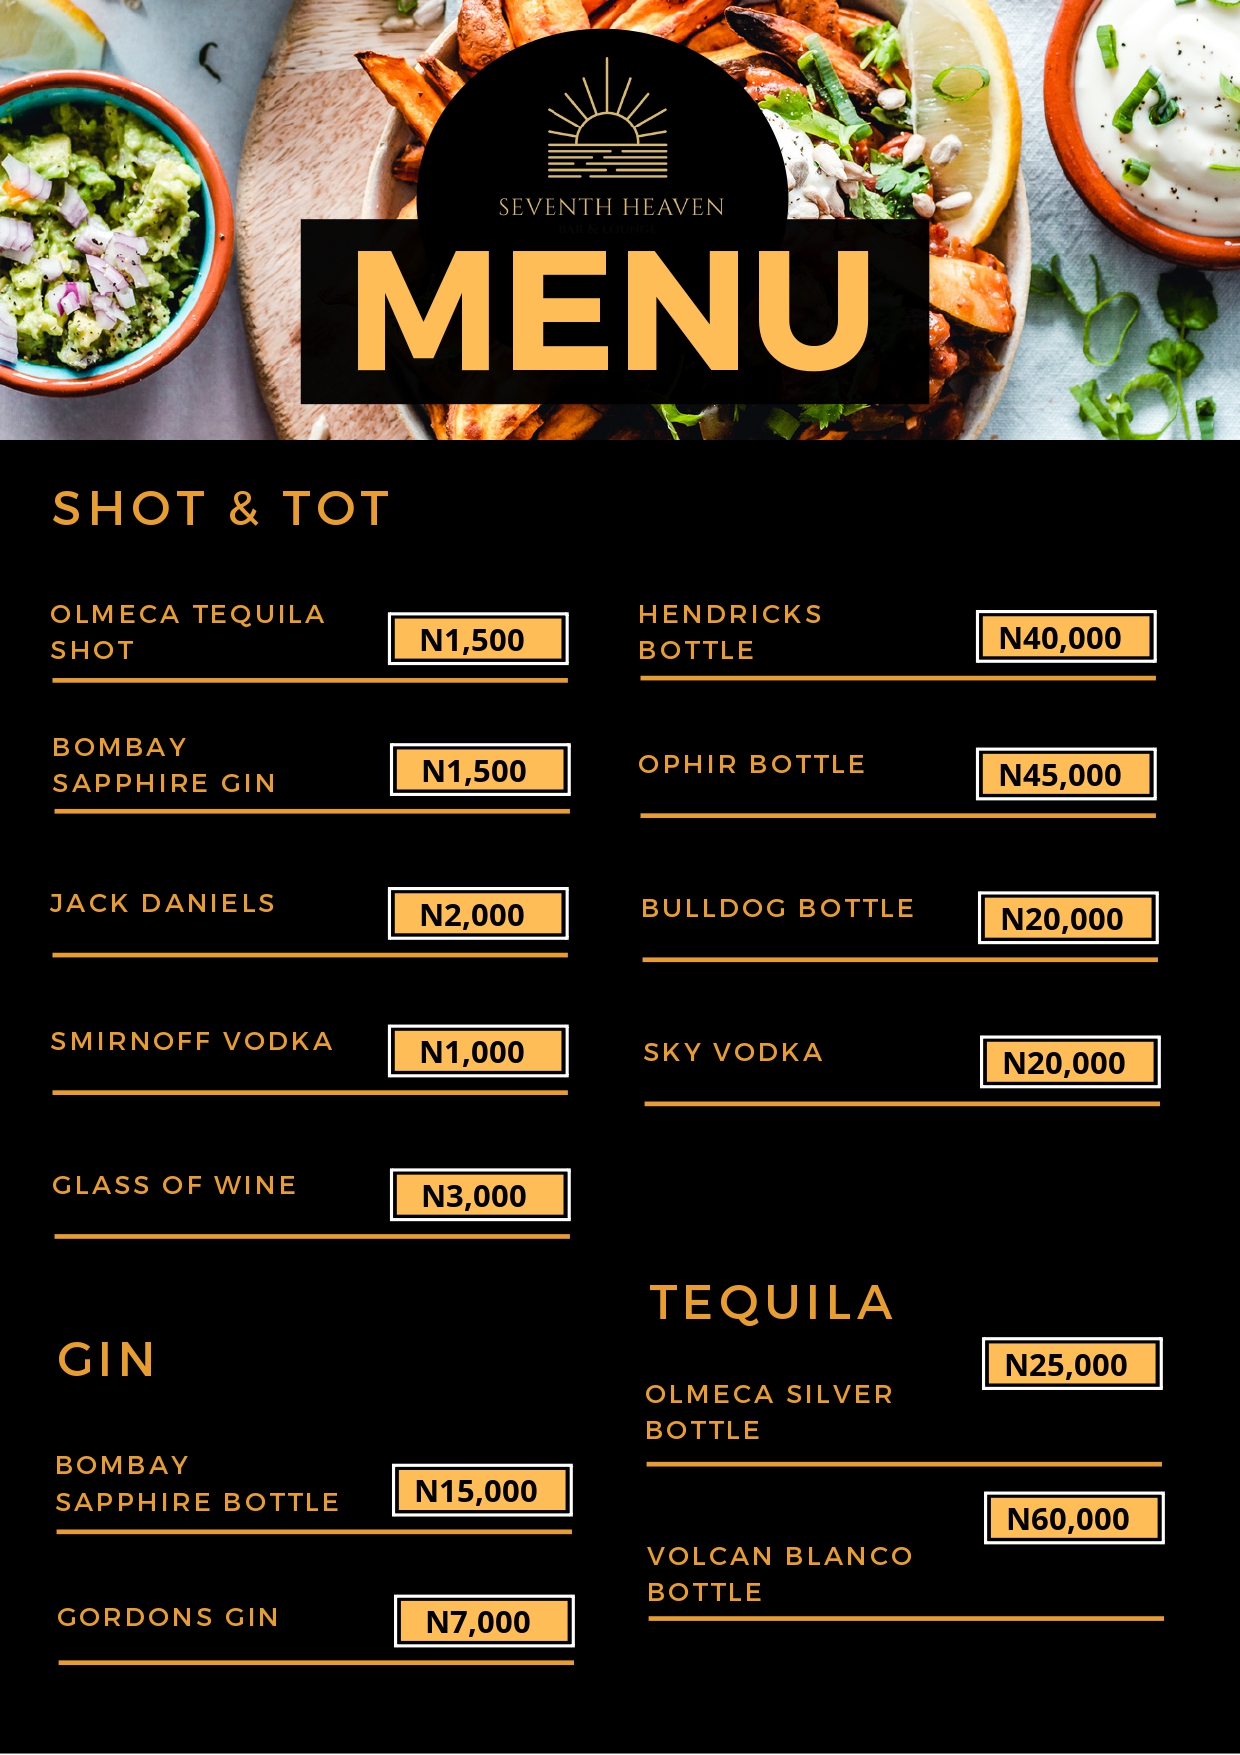 SEVENTH HEAVEN
BAR & LOUNGE
MENU
SHOT & TOT
OLMECA TEQUILA
SHOT
N1,500
BOMBAY
SAPPHIRE GIN
N1,500
JACK DANIELS
N2,000
SMIRNOFF VODKA
N1,000
GLASS OF WINE
N3,000
GIN
BOMBAY
SAPPHIRE BOTTLE
N15,000
GORDONS GIN
N7,000
HENDRICKS
BOTTLE
N40,000
OPHIR BOTTLE
N45,000
BULLDOG BOTTLE
N20,000
SKY VODKA
N20,000
TEQUILA
N25,000
OLMECA SILVER
BOTTLE
N60,000
VOLCAN BLANCO
BOTTLE